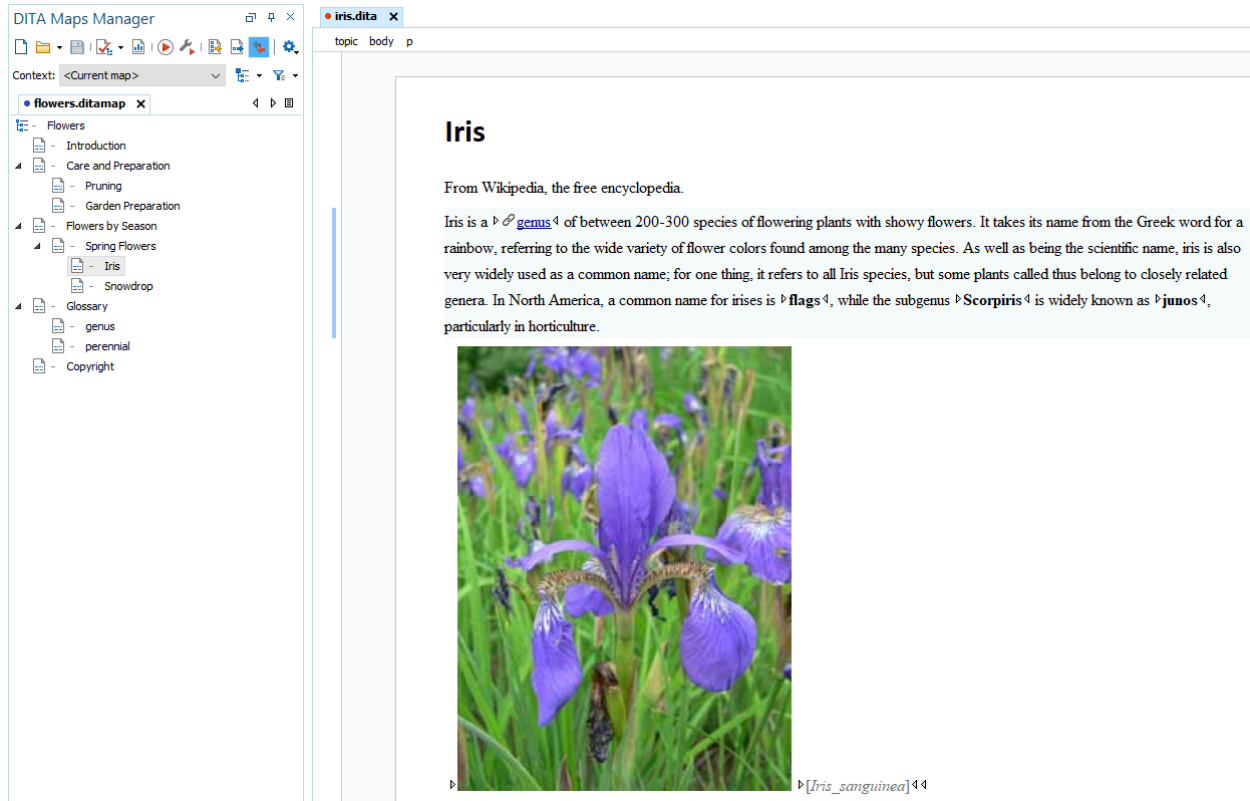 DITA Maps Manager
Context: <Current map>
flowers.ditamap
Flowers
Introduction
Care and Preparation
Pruning
Garden Preparation
Flowers by Season
Spring Flowers
Iris
Snowdrop
Glossary
genus
perennial
Copyright
iris.dita
topic body p
Iris
From Wikipedia, the free encyclopedia.
Iris is a genus of between 200-300 species of flowering plants with showy flowers. It takes its name from the Greek word for a
rainbow, referring to the wide variety of flower colors found among the many species. As well as being the scientific name, iris is also
very widely used as a common name; for one thing, it refers to all Iris species, but some plants called thus belong to closely related
genera. In North America, a common name for irises is flags, while the subgenus Scorpiris is widely known as junos,
particularly in horticulture.
[Iris_sanguinea]